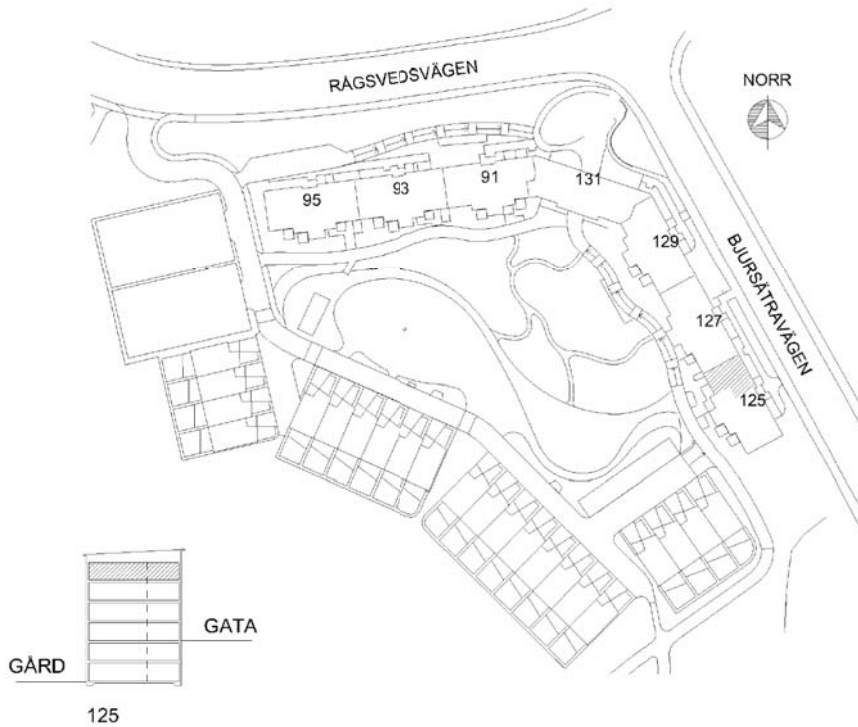 RÅGSVEDSVÄGEN
NORR
131
91
93
95
129
BJURSÄTRAVÄGEN
127
125
GATA
GÅRD
125